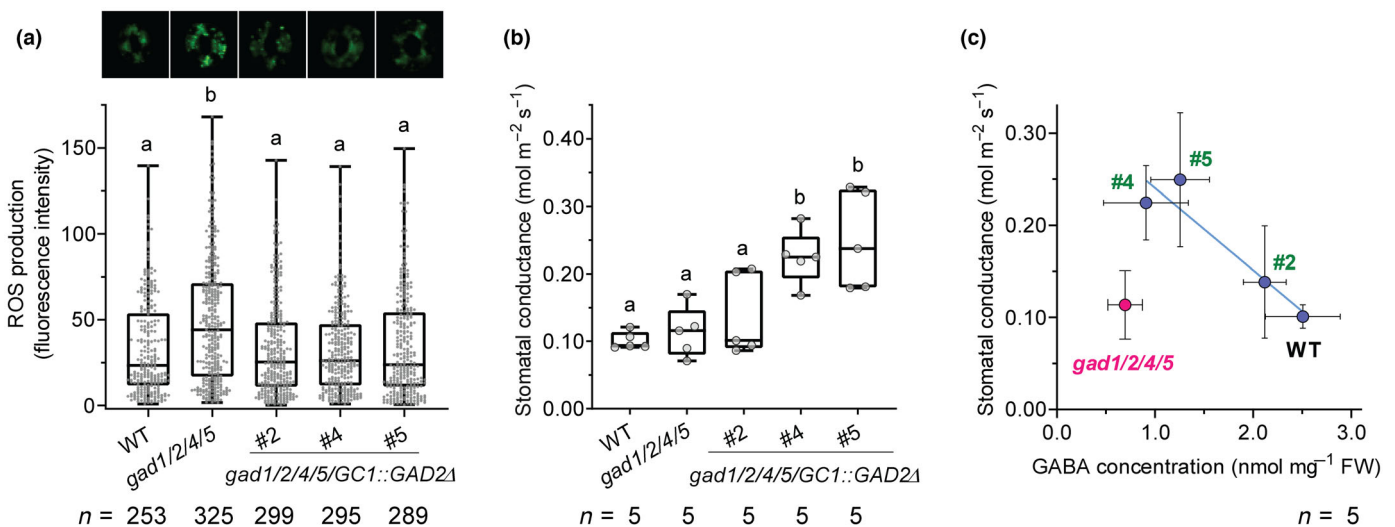 (a)
b
a
a
a
a
150
100
50
0
ROS production
(fluorescence intensity)
WT
gad1/2/4/5
#2
#4
#5
gad1/2/4/5/GC1::GAD2Δ
n = 253 325 299 295 289
(b)
Stomatal conductance (mol m⁻² s⁻¹)
0.40
0.30
0.20
0.10
0.00
a
a
a
b
b
WT
gad1/2/4/5
#2
#4
#5
gad1/2/4/5/GC1::GAD2Δ
n = 5 5 5 5 5
(c)
Stomatal conductance (mol m⁻² s⁻¹)
0.30
0.20
0.10
0.00
#5
#4
#2
WT
gad1/2/4/5
0.0 1.0 2.0 3.0
GABA concentration (nmol mg⁻¹ FW)
n = 5